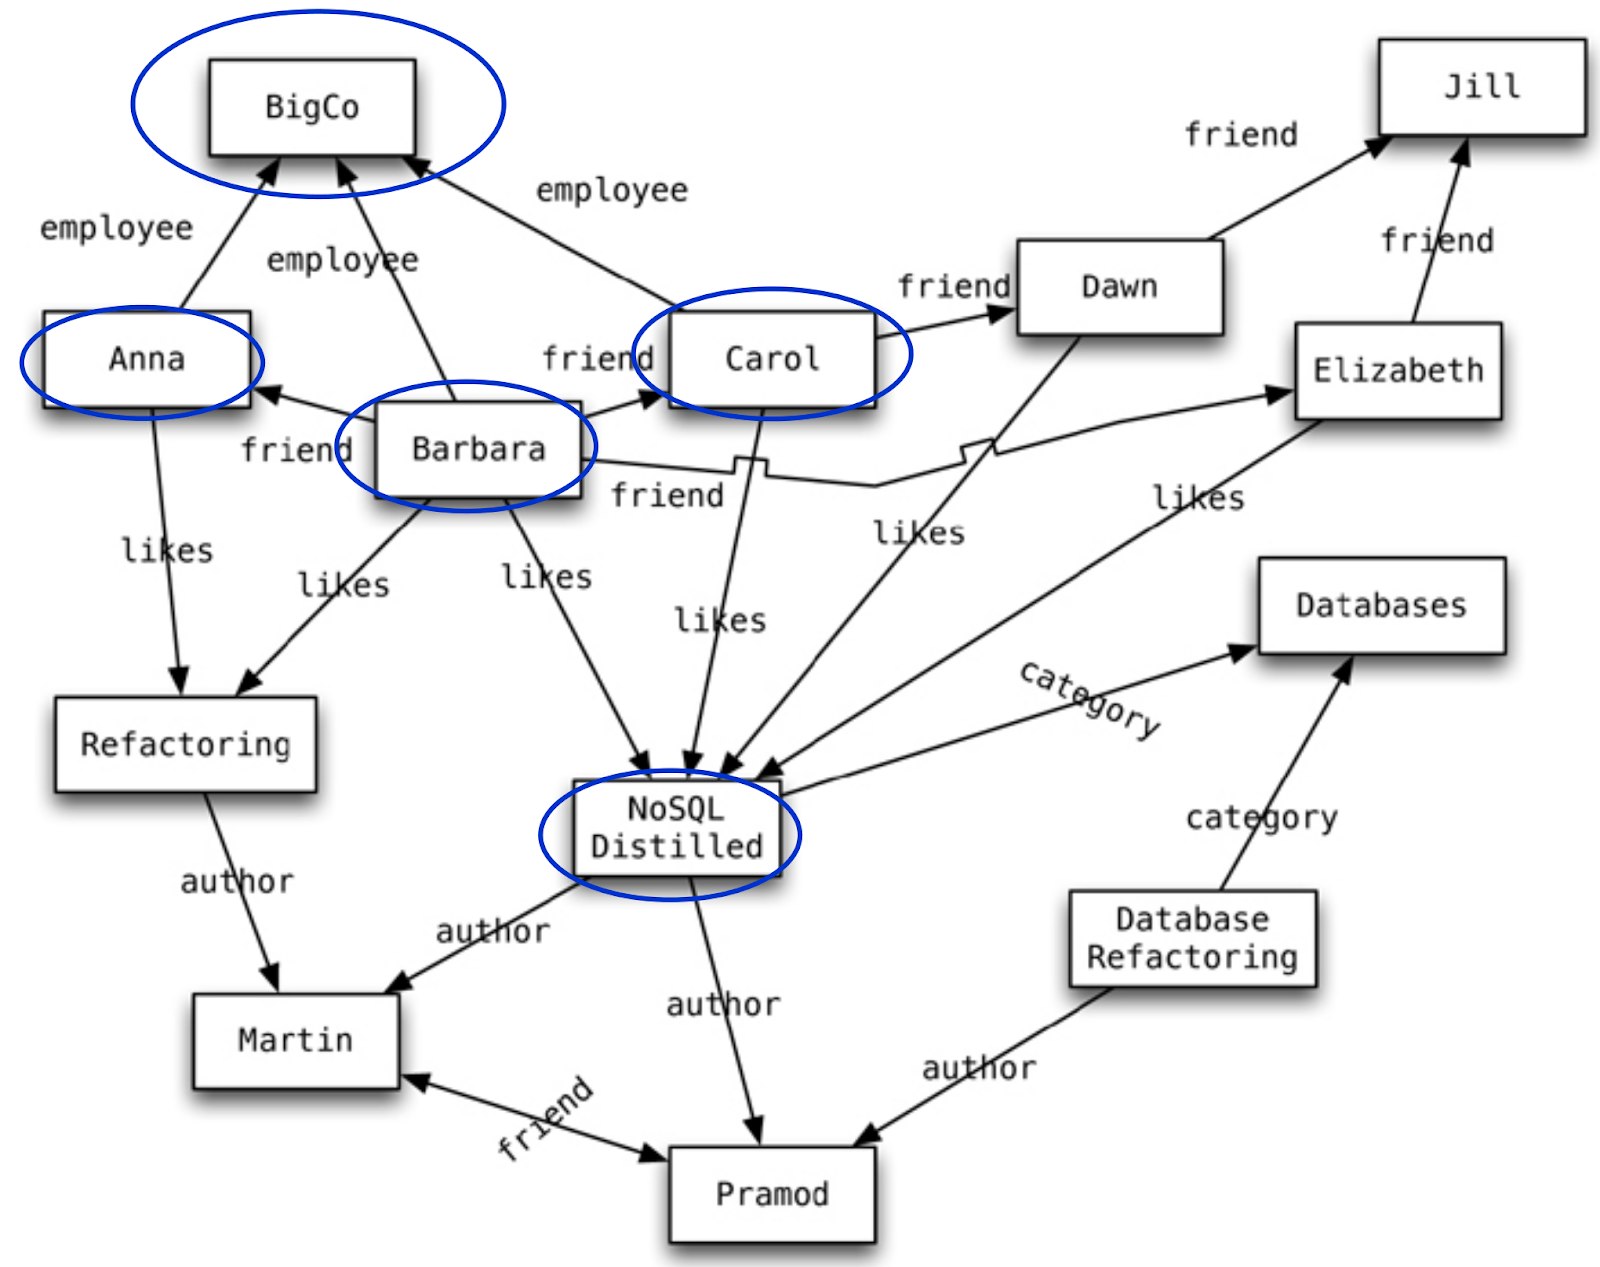 BigCo
Jill
friend
employee
employee
friend
employee
friend
Dawn
Anna
friend
Carol
Elizabeth
friend
Barbara
friend
likes
likes
likes
likes
likes
likes
Databases
category
Refactoring
NoSQL
Distilled
category
author
author
Database
Refactoring
author
Martin
author
friend
Pramod